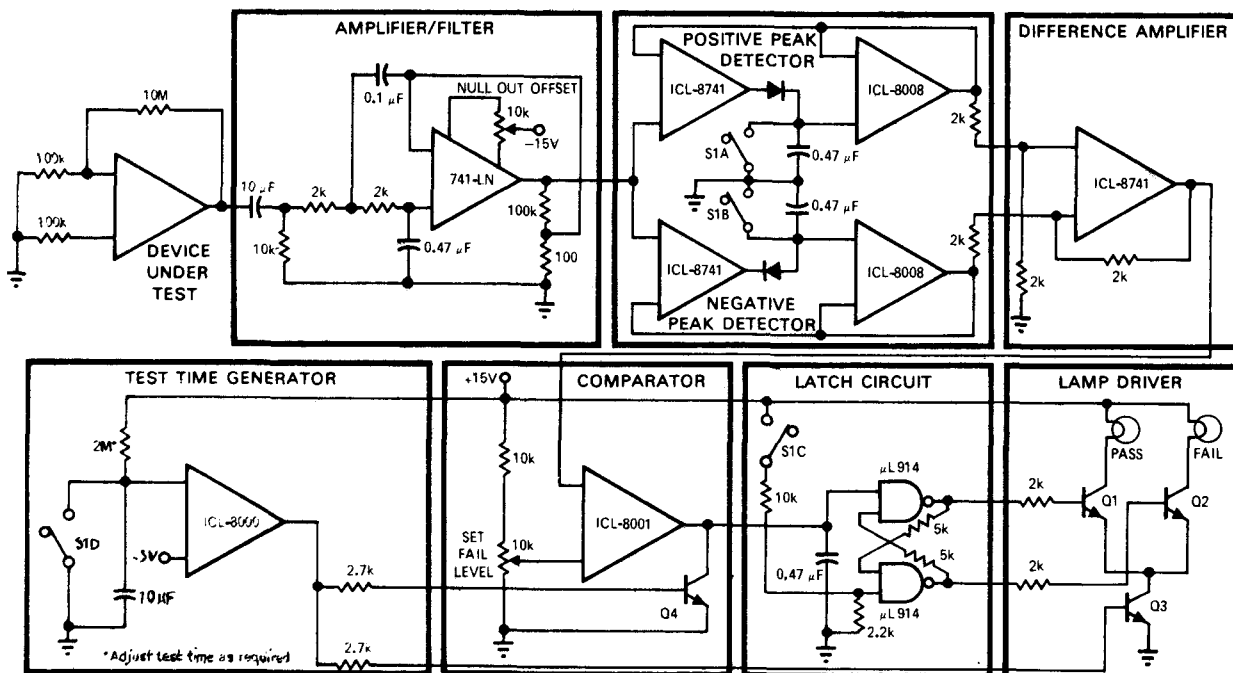 AMPLIFIER/FILTER
POSITIVE PEAK
DETECTOR
DIFFERENCE AMPLIFIER
10M
100k
100k
DEVICE
UNDER
TEST
0.1 µF
NULL OUT OFFSET
10k
-15V
741-LN
10 µF
2k
2k
10k
0.47 µF
100k
100
ICL-8741
ICL-8008
S1A
0.47 µF
0.47 µF
S1B
ICL-8741
ICL-8008
NEGATIVE
PEAK DETECTOR
2k
2k
ICL-8741
2k
2k
TEST TIME GENERATOR
2M*
ICL-8000
S1D
10µF
2.7k
2.7k
*Adjust test time as required
COMPARATOR
+15V
10k
SET
FAIL
LEVEL
10k
ICL-8001
Q4
LATCH CIRCUIT
S1C
10k
µL914
5k
5k
0.47 µF
µL914
2.2k
LAMP DRIVER
PASS
FAIL
2k
Q1
Q2
2k
Q3